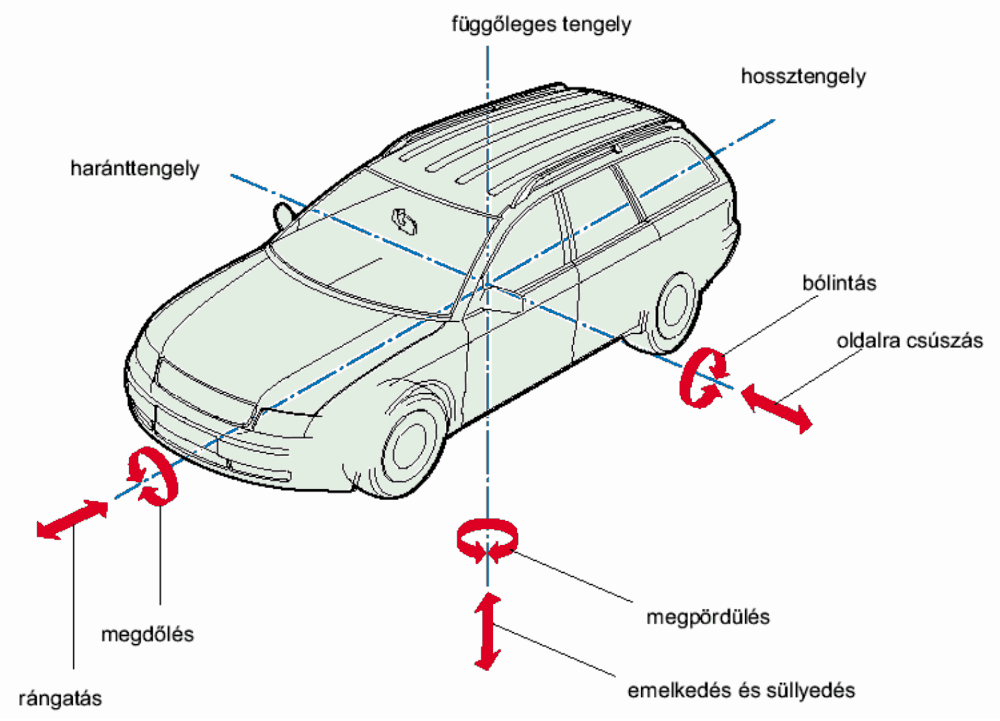 függőleges tengely
hossztengely
haránttengely
bólintás
oldalra csúszás
megpördülés
megdőlés
emelkedés és süllyedés
rángatás